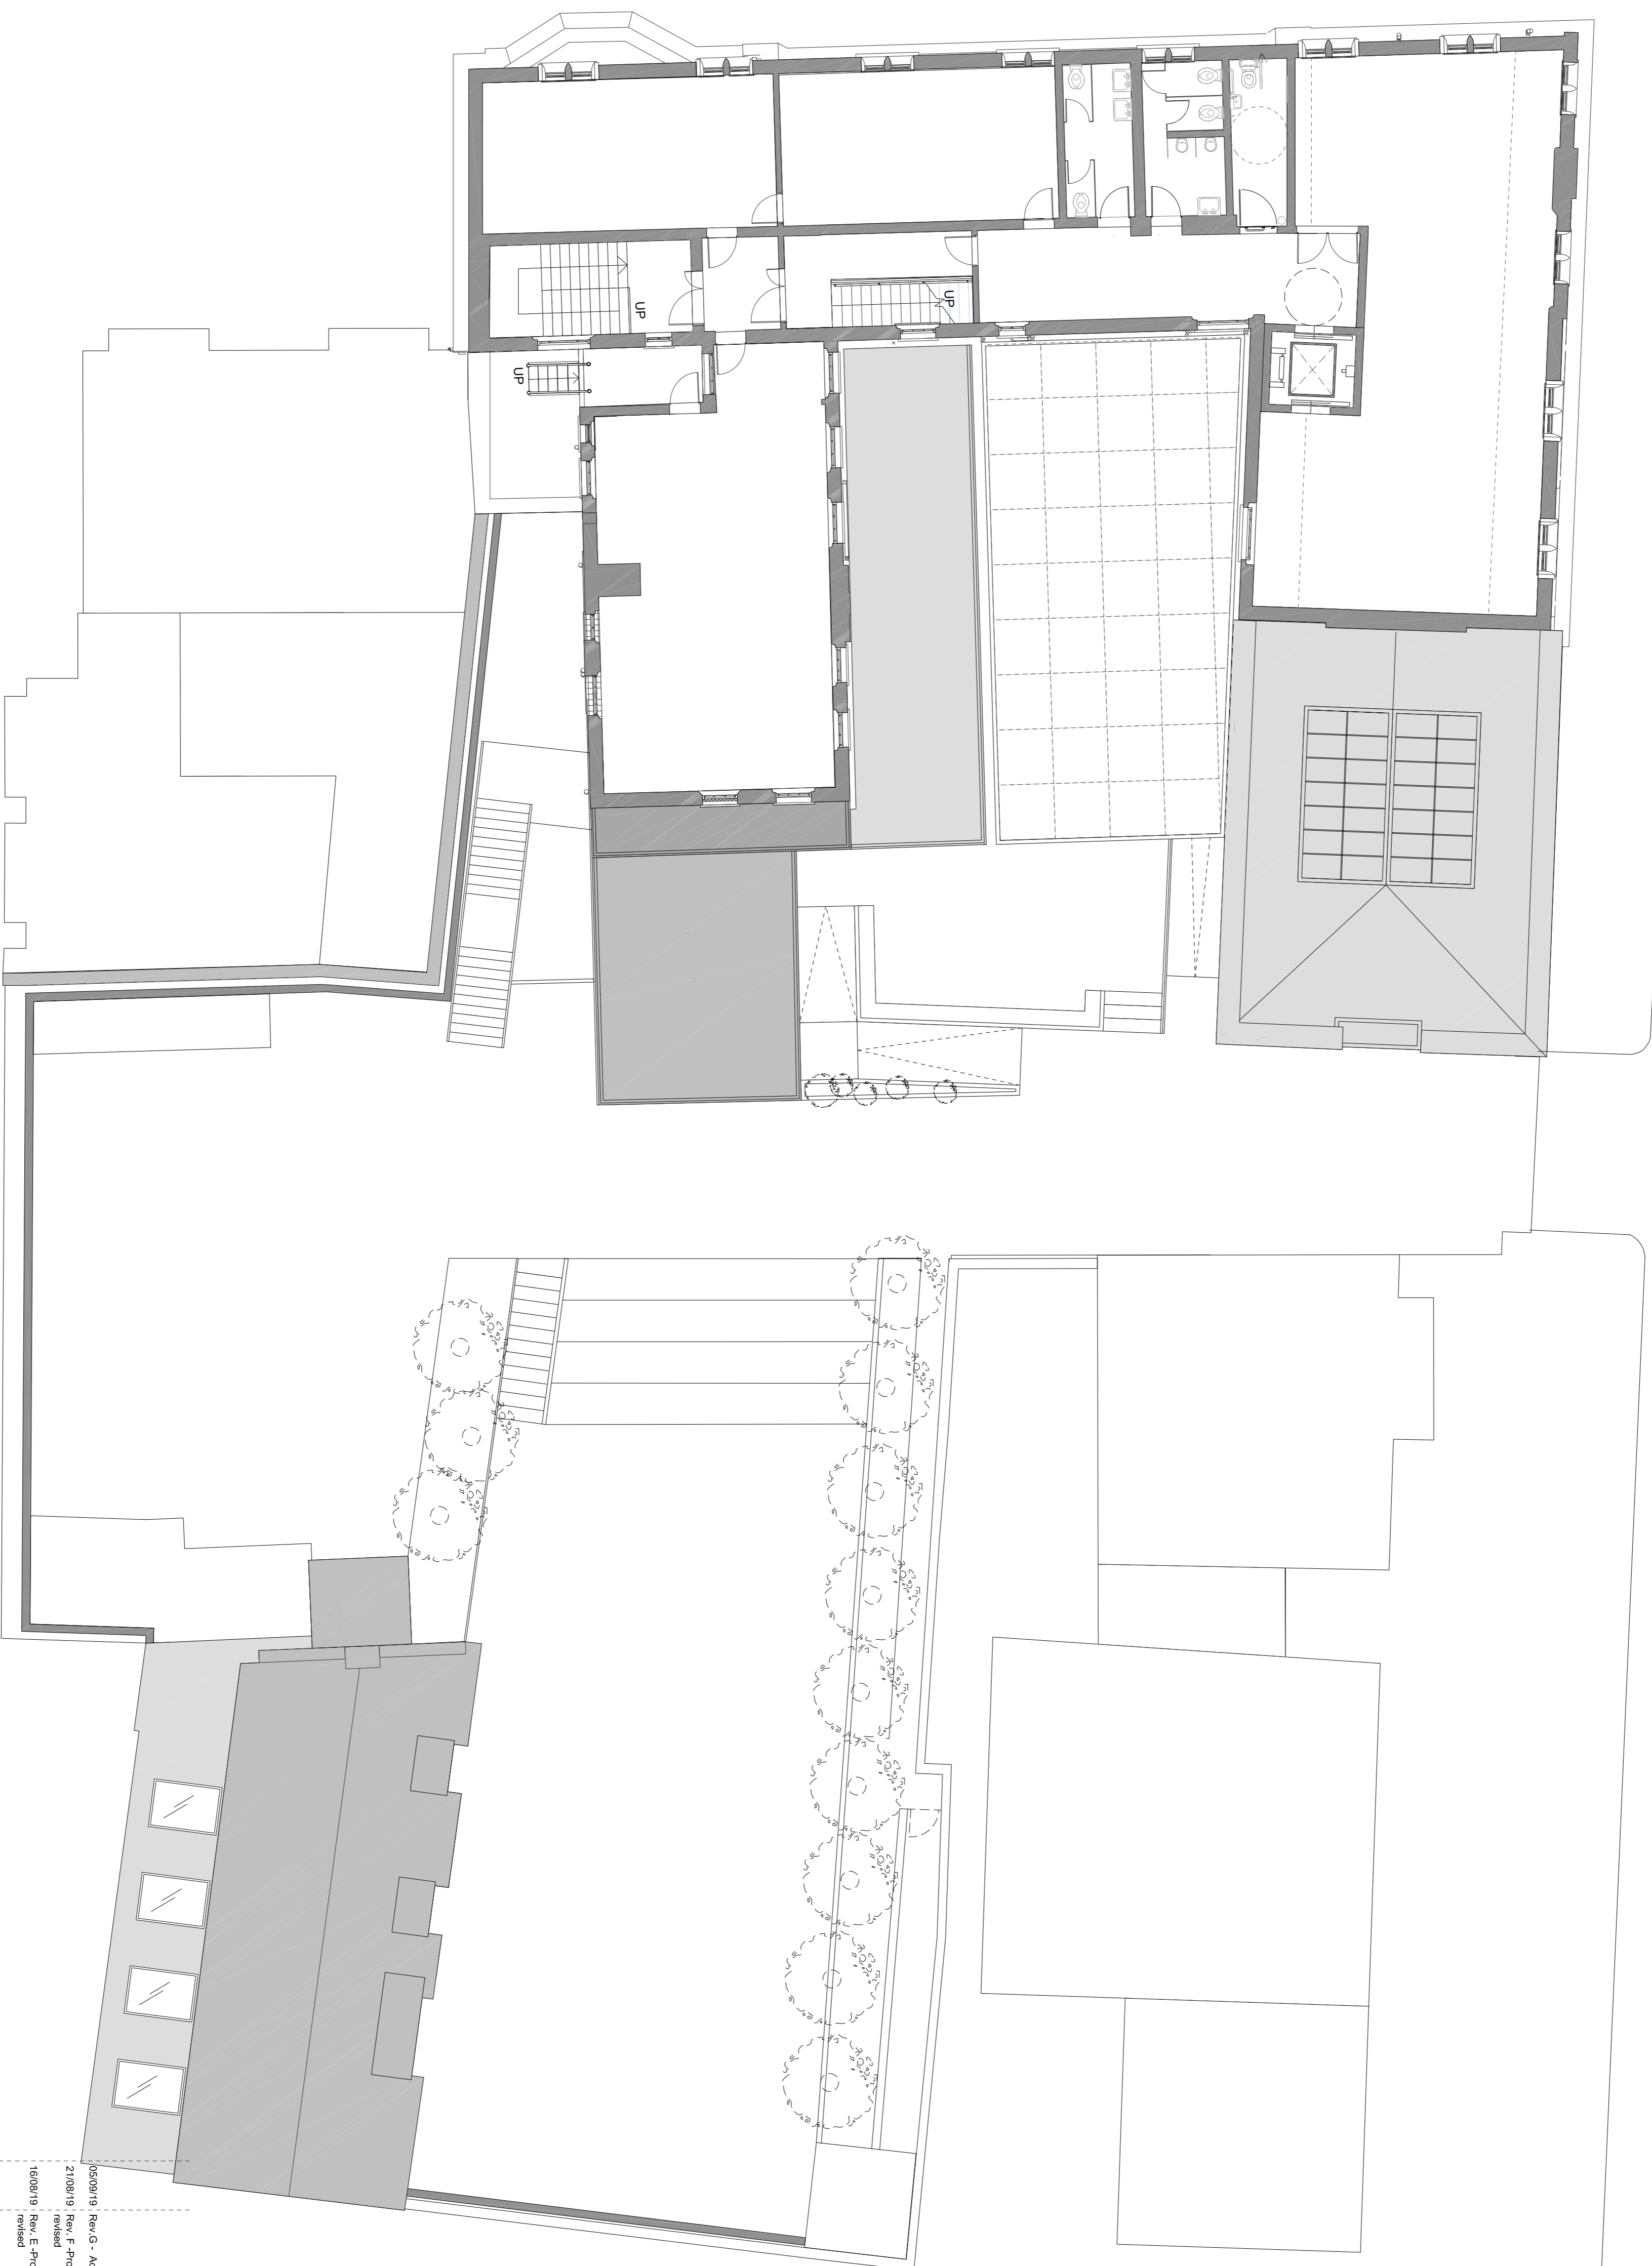 UP
UP
UP
05/09/19 Rev.G -
21/08/19 Rev. F -
revised
16/08/19 Rev. E -
revised